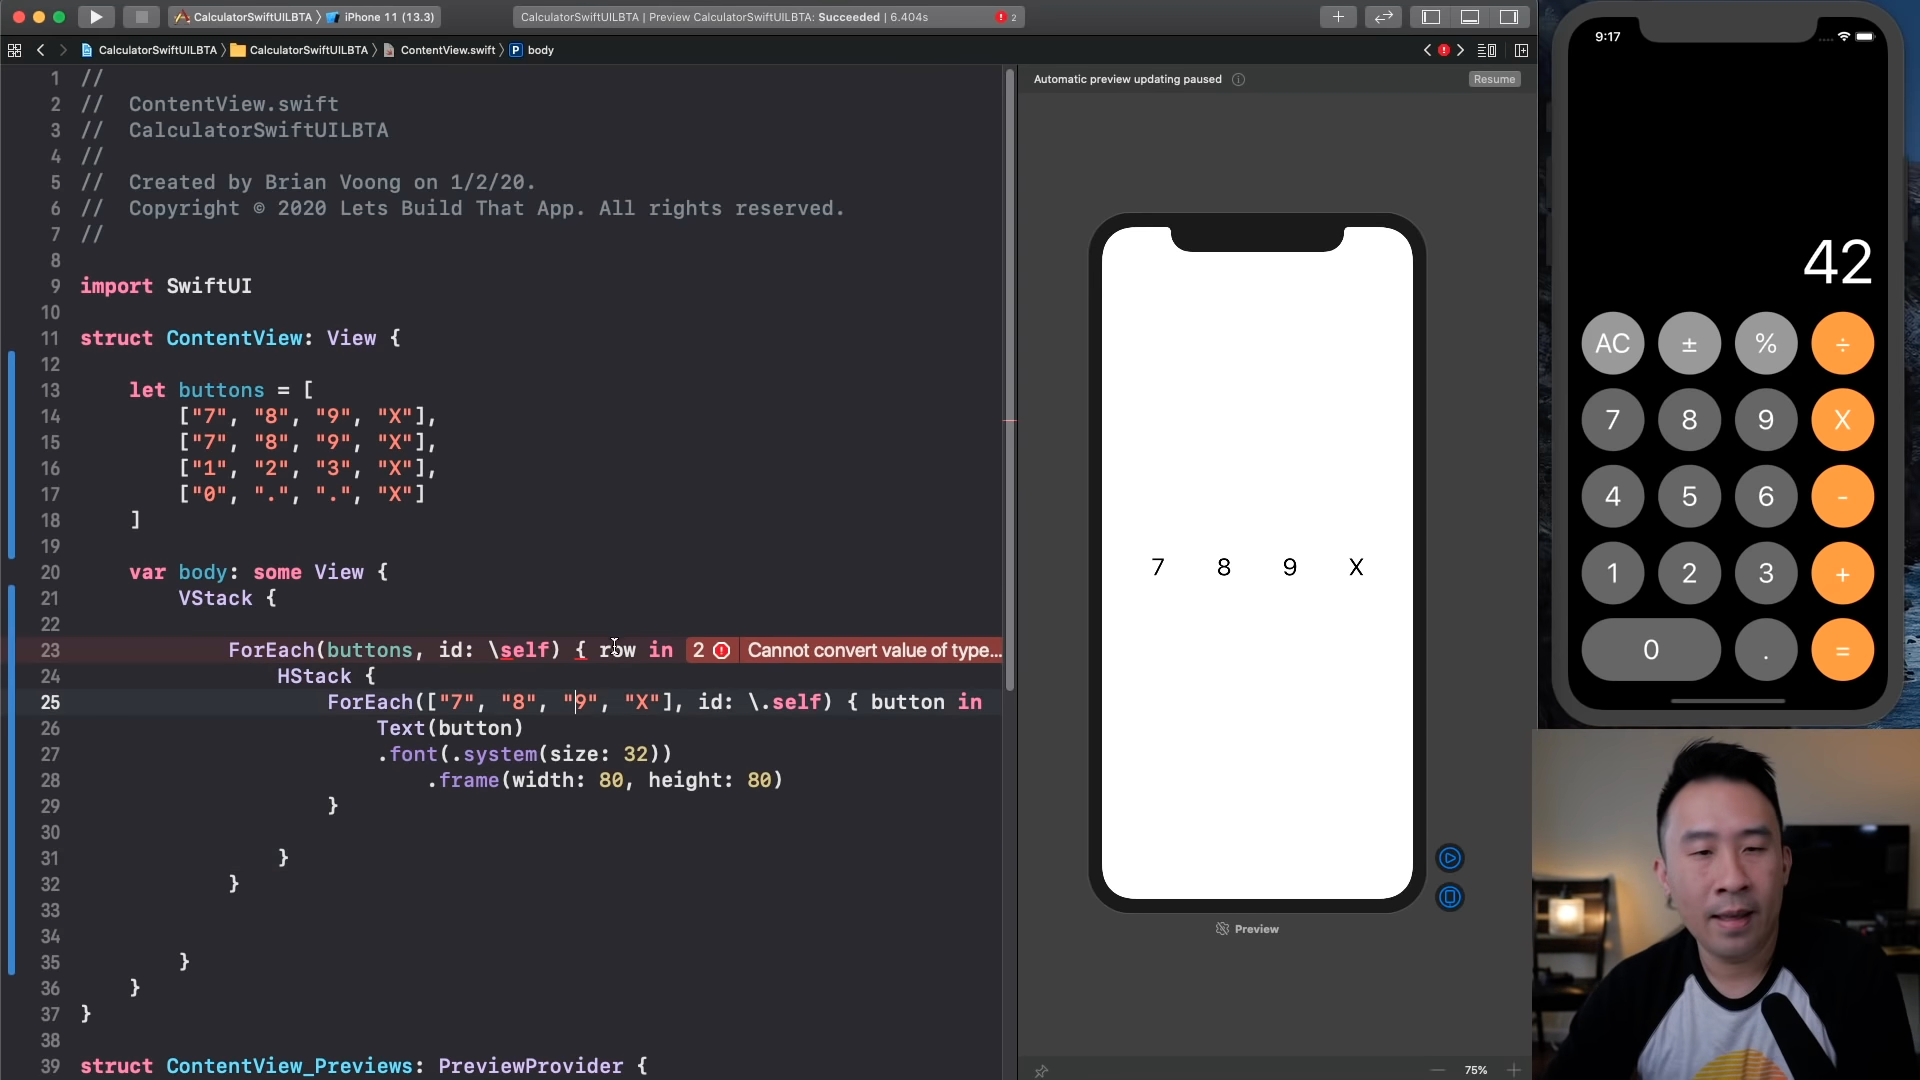 CalculatorSwiftUILBTA 〉 iPhone 11 (13.3)
CalculatorSwiftUILBTA | Preview CalculatorSwiftUILBTA: Succeeded | 6.404s
2
CalculatorSwiftUILBTA 〉 CalculatorSwiftUILBTA 〉 ContentView.swift 〉 P body
1 //
2 //  ContentView.swift
3 //  CalculatorSwiftUILBTA
4 //
5 //  Created by Brian Voong on 1/2/20.
6 //  Copyright © 2020 Lets Build That App. All rights reserved.
7 //
8
9 import SwiftUI
10
11 struct ContentView: View {
12
13 let buttons = [
14 ["7", "8", "9", "X"],
15 ["7", "8", "9", "X"],
16 ["1", "2", "3", "X"],
17 ["0", ".", ".", "X"]
18 ]
19
20 var body: some View {
21 VStack {
22
23 ForEach(buttons, id: \self) { row in 2 Cannot convert value of type...
24 HStack {
25 ForEach(["7", "8", "9", "X"], id: \.self) { button in
26 Text(button)
27 .font(.system(size: 32))
28 .frame(width: 80, height: 80)
29 }
30
31 }
32 }
33
34
35 }
36 }
37 }
38
39 struct ContentView_Previews: PreviewProvider {
Automatic preview updating paused
Resume
7 8 9 X
Preview
75%
9:17
42
AC ± % ÷
7 8 9 X
4 5 6 -
1 2 3 +
0 . =